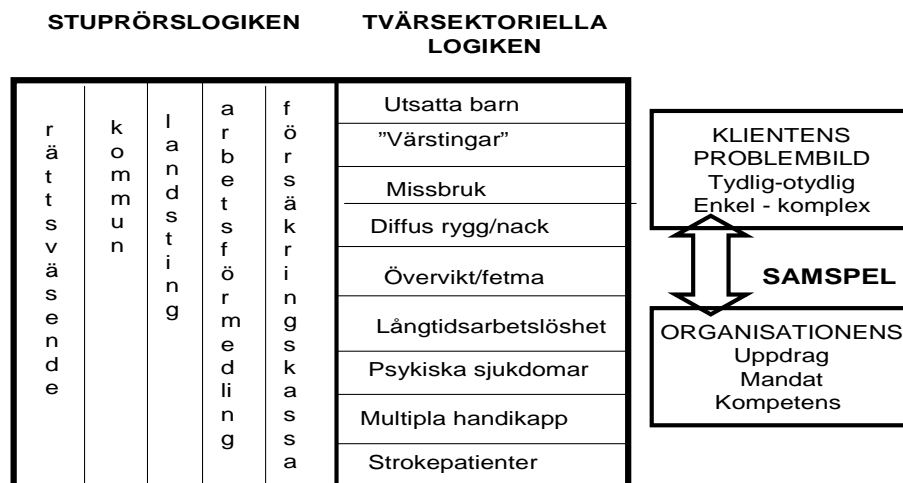 STUPRÖRSLOGIKEN
TVÄRSEKTORIELLA
LOGIKEN
rättsväsende
kommun
landsting
arbetsförmedling
försäkringskassa
Utsatta barn
”Värstingar”
Missbruk
Diffus rygg/nack
Övervikt/fetma
Långtidsarbetslöshet
Psykiska sjukdomar
Multipla handikapp
Strokepatienter
KLIENTENS
PROBLEMBILD
Tydlig-otydlig
Enkel - komplex
SAMSPEL
ORGANISATIONENS
Uppdrag
Mandat
Kompetens